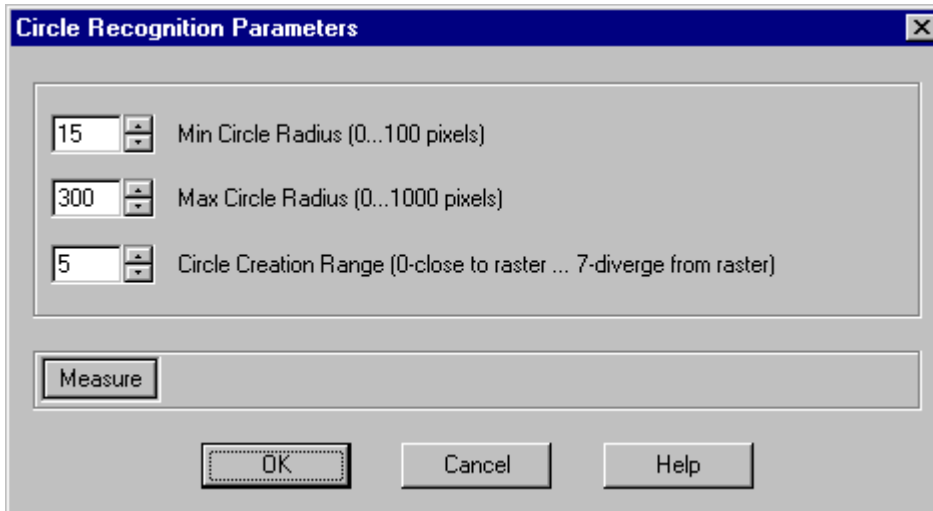 Circle Recognition Parameters
15 Min Circle Radius (0...100 pixels)
300 Max Circle Radius (0...1000 pixels)
5 Circle Creation Range (0-close to raster ... 7-diverge from raster)
Measure
OK Cancel Help